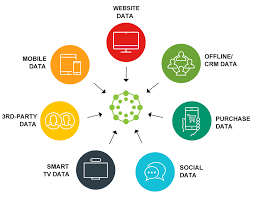 WEBSITE
DATA
MOBILE
DATA
OFFLINE/
CRM DATA
3RD-PARTY
DATA
PURCHASE
DATA
SMART
TV DATA
SOCIAL
DATA